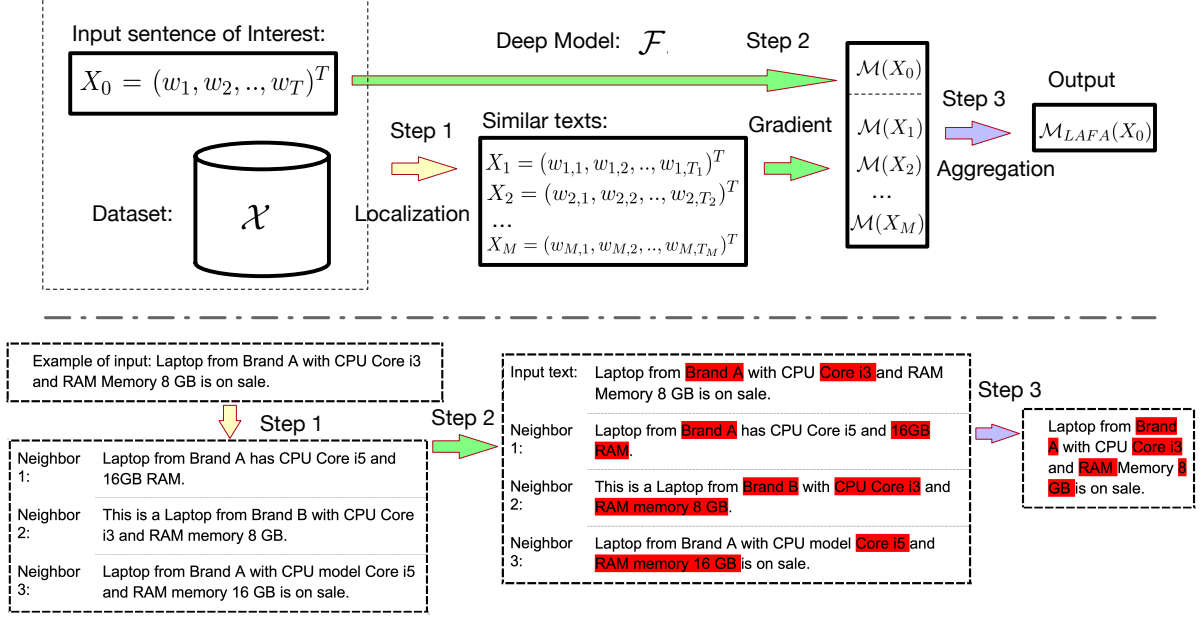 Input sentence of Interest:
X_0 = (w_1, w_2, .., w_T)^T
Dataset:
𝒳
Step 1
Localization
Deep Model: ℱ.
Step 2
Similar texts:
X_1 = (w_{1,1}, w_{1,2}, .., w_{1,T_1})^T
X_2 = (w_{2,1}, w_{2,2}, .., w_{2,T_2})^T
...
X_M = (w_{M,1}, w_{M,2}, .., w_{M,T_M})^T
Gradient
ℳ(X_0)
ℳ(X_1)
ℳ(X_2)
...
ℳ(X_M)
Step 3
Aggregation
Output
ℳ_{LAFA}(X_0)
Example of input: Laptop from Brand A with CPU Core i3
and RAM Memory 8 GB is on sale.
Step 1
Neighbor
1:
Laptop from Brand A has CPU Core i5 and
16GB RAM.
Neighbor
2:
This is a Laptop from Brand B with CPU Core
i3 and RAM memory 8 GB.
Neighbor
3:
Laptop from Brand A with CPU model Core i5
and RAM memory 16 GB is on sale.
Step 2
Input text:
Laptop from Brand A with CPU Core i3 and RAM
Memory 8 GB is on sale.
Neighbor
1:
Laptop from Brand A has CPU Core i5 and 16GB
RAM.
Neighbor
2:
This is a Laptop from Brand B with CPU Core i3 and
RAM memory 8 GB.
Neighbor
3:
Laptop from Brand A with CPU model Core i5 and
RAM memory 16 GB is on sale.
Step 3
Laptop from Brand
A with CPU Core i3
and RAM Memory 8
GB is on sale.